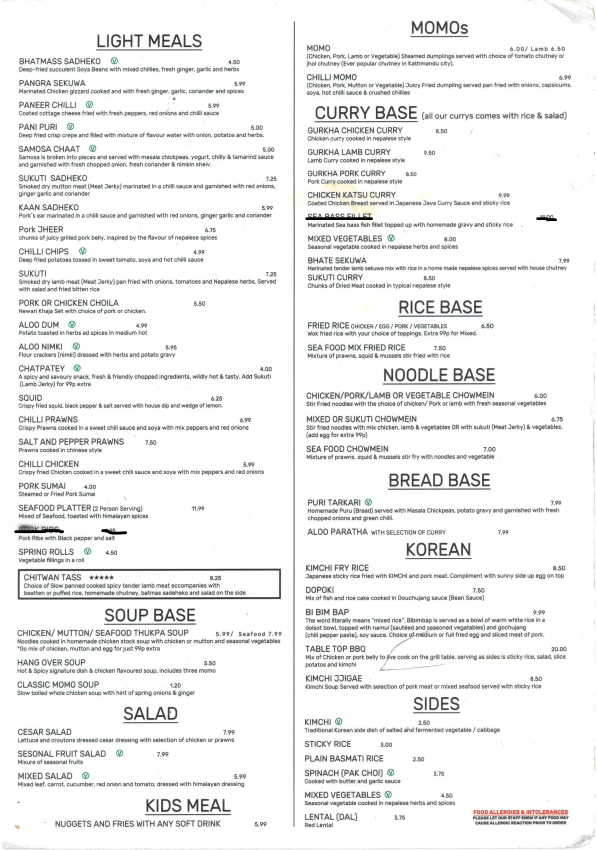 LIGHT MEALS
BHATMASS SADHEKO Ⓥ 4.50
Deep-fried succulent Soya Beans with mixed chillies, fresh ginger, garlic and herbs
PANGRA SEKUWA 5.99
Marinated Chicken gizzard cooked and with fresh ginger, garlic, coriander and spices
PANEER CHILLI Ⓥ 5.99
Coated cottage cheese fried with fresh peppers, red onions and chilli sauce
PANI PURI Ⓥ 5.00
Deep fried crisp crepe and filled with mixture of flavour water with onion, potatos and herbs.
SAMOSA CHAAT Ⓥ 5.00
Samosa is broken into pieces and served with masala chickpeas, yogurt, chilly & tamarind sauce
and garnished with fresh chopped onion, fresh coriander & nimkin shelv.
SUKUTI SADHEKO 7.25
Smoked dry mutton meat (Meat Jerky) marinated in a chilli sauce and garnished with red onions,
ginger garlic and coriander
KAAN SADHEKO 5.99
Pork's ear marinated in a chilli sauce and garnished with red onions, ginger garlic and coriander
Pork JHEER 6.75
chunks of juicy grilled pork belly, inspired by the flavour of nepalese spices
CHILLI CHIPS Ⓥ 4.99
Deep fried potatoes tossed in sweet tomato, soya and hot chilli sauce
SUKUTI 7.25
Smoked dry lamb meat (Meat Jerky) pan fried with onions, tomatoes and Nepalese herbs. Served
with salad and fried bitten rice
PORK OR CHICKEN CHOILA 5.50
Newari Khaja Set with choice of pork or chicken.
ALOO DUM Ⓥ 4.99
Potato toasted in herbs ad spices in medium hot
ALOO NIMKI Ⓥ 5.95
Flour crackers (nimki) dressed with herbs and potato gravy
CHATPATEY Ⓥ 4.00
A spicy and savoury snack, fresh & friendly chopped ingredients, wildly hot & tasty. Add Sukuti
(Lamb Jerky) for 99p extra
SQUID 6.25
Crispy fried squid, black pepper & salt served with house dip and wedge of lemon.
CHILLI PRAWNS 6.99
Crispy Prawns cooked in a sweet chili sauce and soya with mix peppers and red onions
SALT AND PEPPER PRAWNS 7.50
Prawns cooked in chinese style
CHILLI CHICKEN 5.99
Crispy fried Chicken cooked in a sweet chili sauce and soya with mix peppers and red onions
PORK SUMAI 4.00
Steamed or Fried Pork Sumai
SEAFOOD PLATTER (2 Person Serving) 11.99
Mixed of Seafood, toasted with himalayan spices
PORK RIBS
Pork Ribs with Black pepper and salt
SPRING ROLLS Ⓥ 4.50
Vegetable fillings in a roll
CHITWAN TASS ★★★★★ 8.25
Choice of Slow panned cooked spicy tender lamb meat accompanies with
beatten or puffed rice, homemade chutney, batmas sadeheko and salad on the side
SOUP BASE
CHICKEN/ MUTTON/ SEAFOOD THUKPA SOUP 5.99/ Seafood 7.99
Noodles cooked in homemade chicken stock soup with chicken or mutton and seasonal vegetables
*Go mix of chicken, mutton and egg for just 99p extra
HANG OVER SOUP 5.50
Hot & Spicy signature dish & chicken flavoured soup, includes three momo
CLASSIC MOMO SOUP 1.20
Slow boiled whole chicken soup with hint of spring onions & ginger
SALAD
CESAR SALAD 7.99
Lettuce and croutons dressed cesar dressing with selection of chicken or prawns
SESONAL FRUIT SALAD Ⓥ 7.99
Mixure of seasonal fruits
MIXED SALAD Ⓥ 5.99
Mixed leaf, carrot, cucumber, red onion and tomato; dressed with himalayan dressing
KIDS MEAL
NUGGETS AND FRIES WITH ANY SOFT DRINK 5.99
MOMOs
MOMO 6.00/ Lamb 6.50
(Chicken, Pork, Lamb or Vegetable) Steamed dumplings served with choice of tomato chutney or
jhol chutney (Ever popular chutney in Kathmandu city).
CHILLI MOMO 6.99
(Chicken, Pork, Mutton or Vegetable) Juicy Fried dumpling served pan fried with onions, capsicums,
soya, hot chilli sauce & crushed chillies
CURRY BASE (all our currys comes with rice & salad)
GURKHA CHICKEN CURRY 8.50
Chicken curry cooked in nepalese style
GURKHA LAMB CURRY 9.50
Lamb Curry cooked in nepalese style
GURKHA PORK CURRY 8.50
Pork Curry cooked in nepalese style
CHICKEN KATSU CURRY 9.99
Coated Chicken Breast served in Japanese Java Curry Sauce and sticky rice
SEA BASS FILLET
Marinated Sea bass fish fillet topped up with homemade gravy and sticky rice
MIXED VEGETABLES Ⓥ 8.00
Seasonal vegetable cooked in nepalese herbs and spices
BHATE SEKUWA 7.99
Marinated tender lamb sekuwa mix with rice in a home made nepalese spices served with house chutney
SUKUTI CURRY 8.50
Chunks of Dried Meat cooked in typical nepalese style
RICE BASE
FRIED RICE CHICKEN / EGG / PORK / VEGETABLES 6.50
Wok fried rice with your choice of toppings. Extra 99p for Mixed.
SEA FOOD MIX FRIED RICE 7.50
Mixture of prawns, squid & mussels stir fried with rice
NOODLE BASE
CHICKEN/PORK/LAMB OR VEGETABLE CHOWMEIN 6.00
Stir Fried noodles with the choice of chicken/ Pork or lamb with fresh seasonal vegetables
MIXED OR SUKUTI CHOWMEIN 6.75
Stir fried noodles with mix chicken, lamb & vegetables OR with sukuti (Meat Jerky) & vegetables.
(add egg for extra 99p)
SEA FOOD CHOWMEIN 7.00
Mixture of prawn, squid & mussels stir fry with noodles and vegetable
BREAD BASE
PURI TARKARI Ⓥ 7.99
Homemade Puru (Bread) served with Masala Chickpeas, potato gravy and garnished with fresh
chopped onions and green chilli.
ALOO PARATHA WITH SELECTION OF CURRY 7.99
KOREAN
KIMCHI FRY RICE 8.50
Japanese sticky rice fried with KIMCHI and pork meat. Compliment with sunny side up egg on top
DOPOKI 7.50
Mix of fish and rice cake cooked in Gouchujang sauce (Bean Sauce)
BI BIM BAP 9.99
The word literally means "mixed rice". Bibimbap is served as a bowl of warm white rice in a
dolsot bowl, topped with namul (sautéed and seasoned vegetables) and gochujang
(chili pepper paste), soy sauce. Choice of medium or full fried egg and sliced meat of pork.
TABLE TOP BBQ 20.00
Mix of Chicken or pork belly to live cook on the grill table. serving as sides is sticky rice, salad, slice
potatos and kimchi
KIMCHI JJIGAE 8.50
Kimchi Soup Served with selection of pork meat or mixed seafood served with sticky rice
SIDES
KIMCHI Ⓥ 2.50
Traditional Korean side dish of salted and fermented vegetable / cabbage
STICKY RICE 3.00
PLAIN BASMATI RICE 2.50
SPINACH (PAK CHOI) Ⓥ 3.75
Cooked with butter and garlic sauce
MIXED VEGETABLES Ⓥ 4.50
Seasonal vegetable cooked in nepalese herbs and spices
LENTAL (DAL) 3.75
Red Lental
FOOD ALLERGIES & INTOLERANCES
PLEASE LET OUR STAFF KNOW IF ANY FOOD MAY
CAUSE ALLERGIC REACTION PRIOR TO ORDER